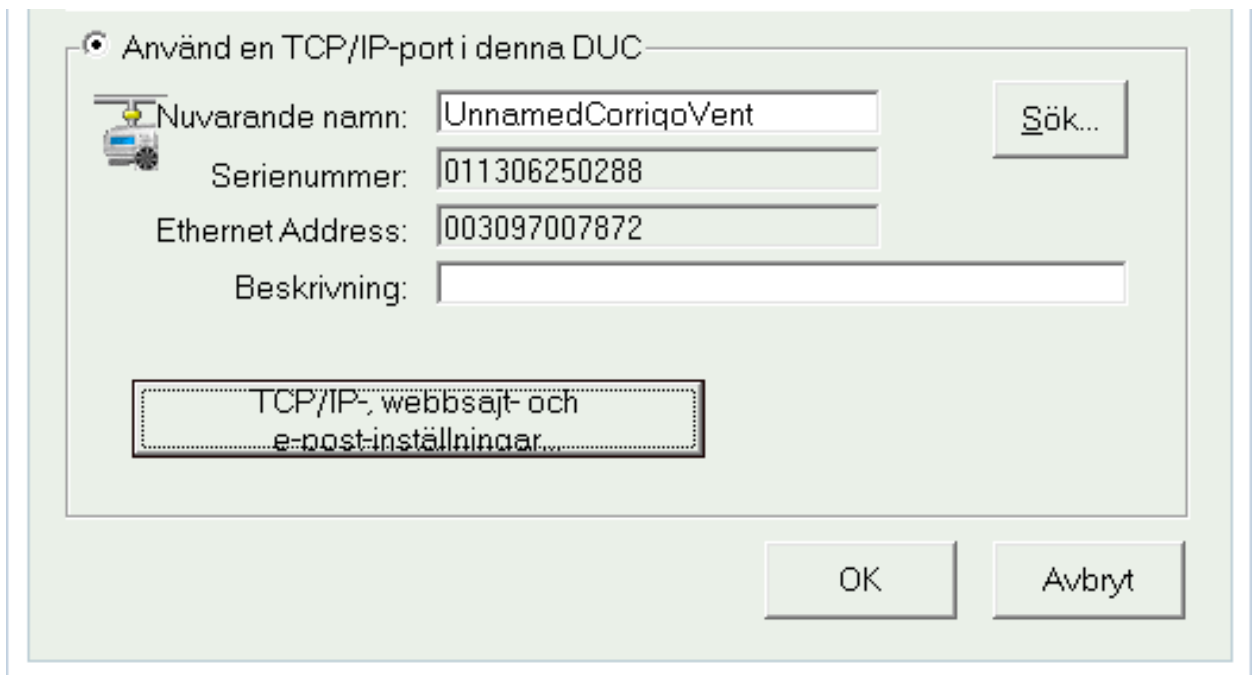 Använd en TCP/IP-port i denna DUC
Nuvarande namn: UnnamedCorrigoVent
Sök...
Serienummer: 011306250288
Ethernet Address: 003097007872
Beskrivning:
TCP/IP-, webbsajt- och
e-post-inställningar...
OK Avbryt